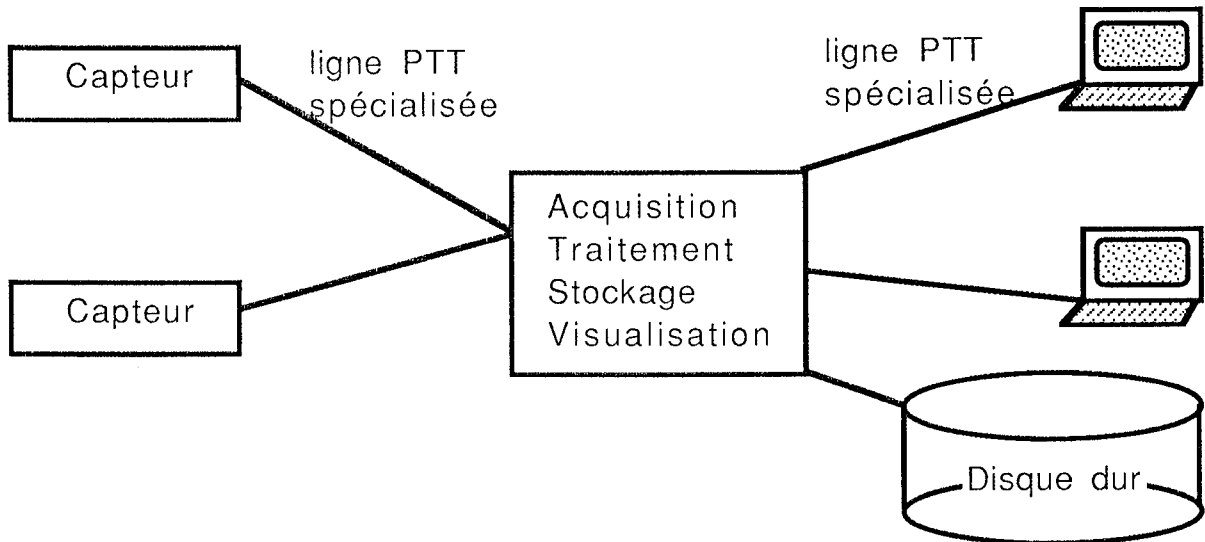 Capteur
ligne PTT
spécialisée
ligne PTT
spécialisée
Acquisition
Traitement
Stockage
Visualisation
Capteur
Disque dur